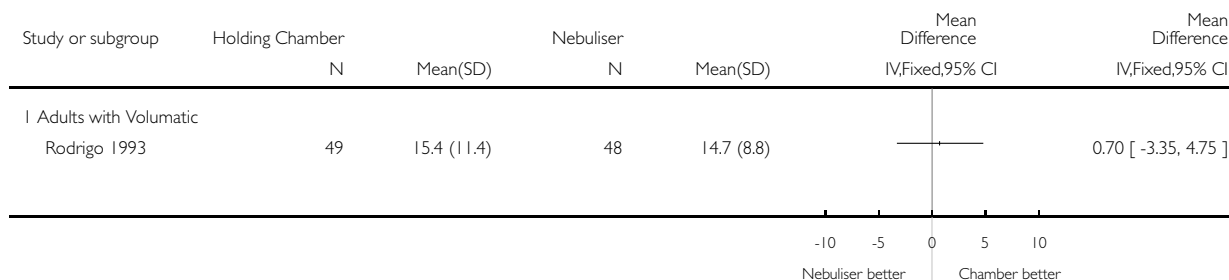 Study or subgroup Holding Chamber Nebuliser Mean Difference Mean Difference
N Mean(SD) N Mean(SD) IV,Fixed,95% CI IV,Fixed,95% CI
1 Adults with Volumatic
Rodrigo 1993 49 15.4 (11.4) 48 14.7 (8.8) 0.70 [ -3.35, 4.75 ]
-10 -5 0 5 10
Nebuliser better Chamber better